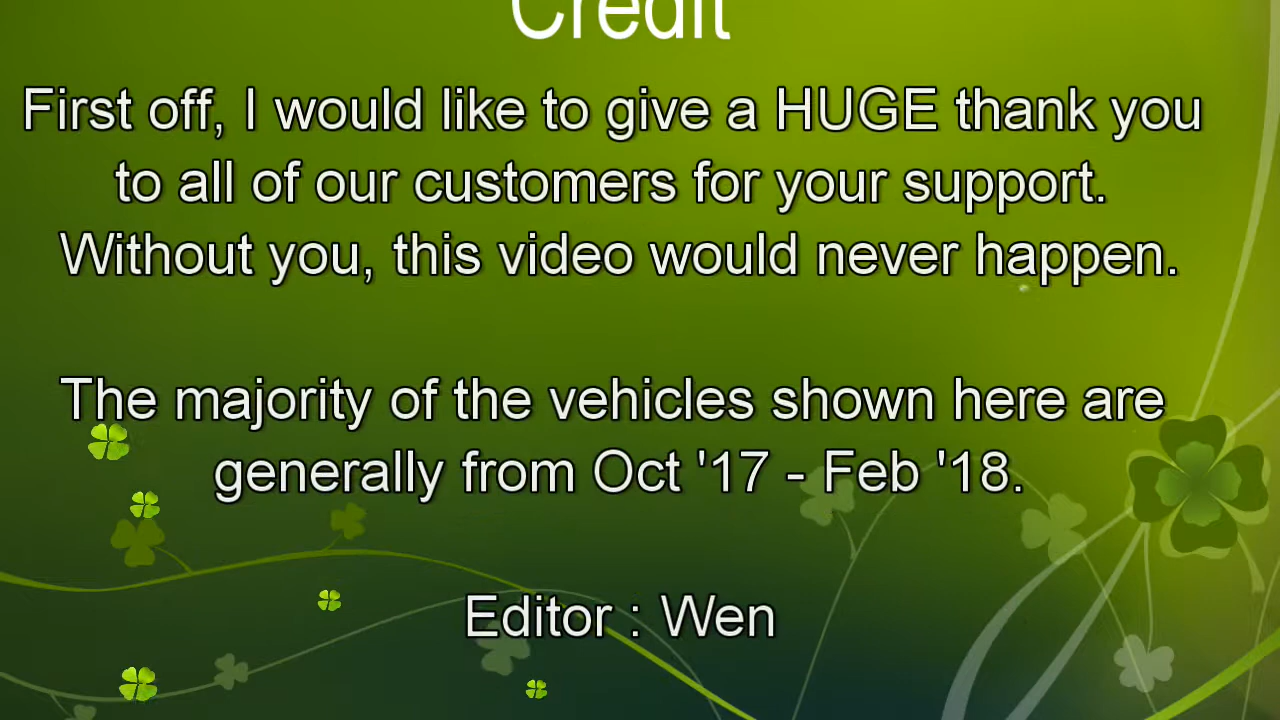 Credit
First off, I would like to give a HUGE thank you
to all of our customers for your support.
Without you, this video would never happen.
The majority of the vehicles shown here are
generally from Oct '17 - Feb '18.
Editor : Wen